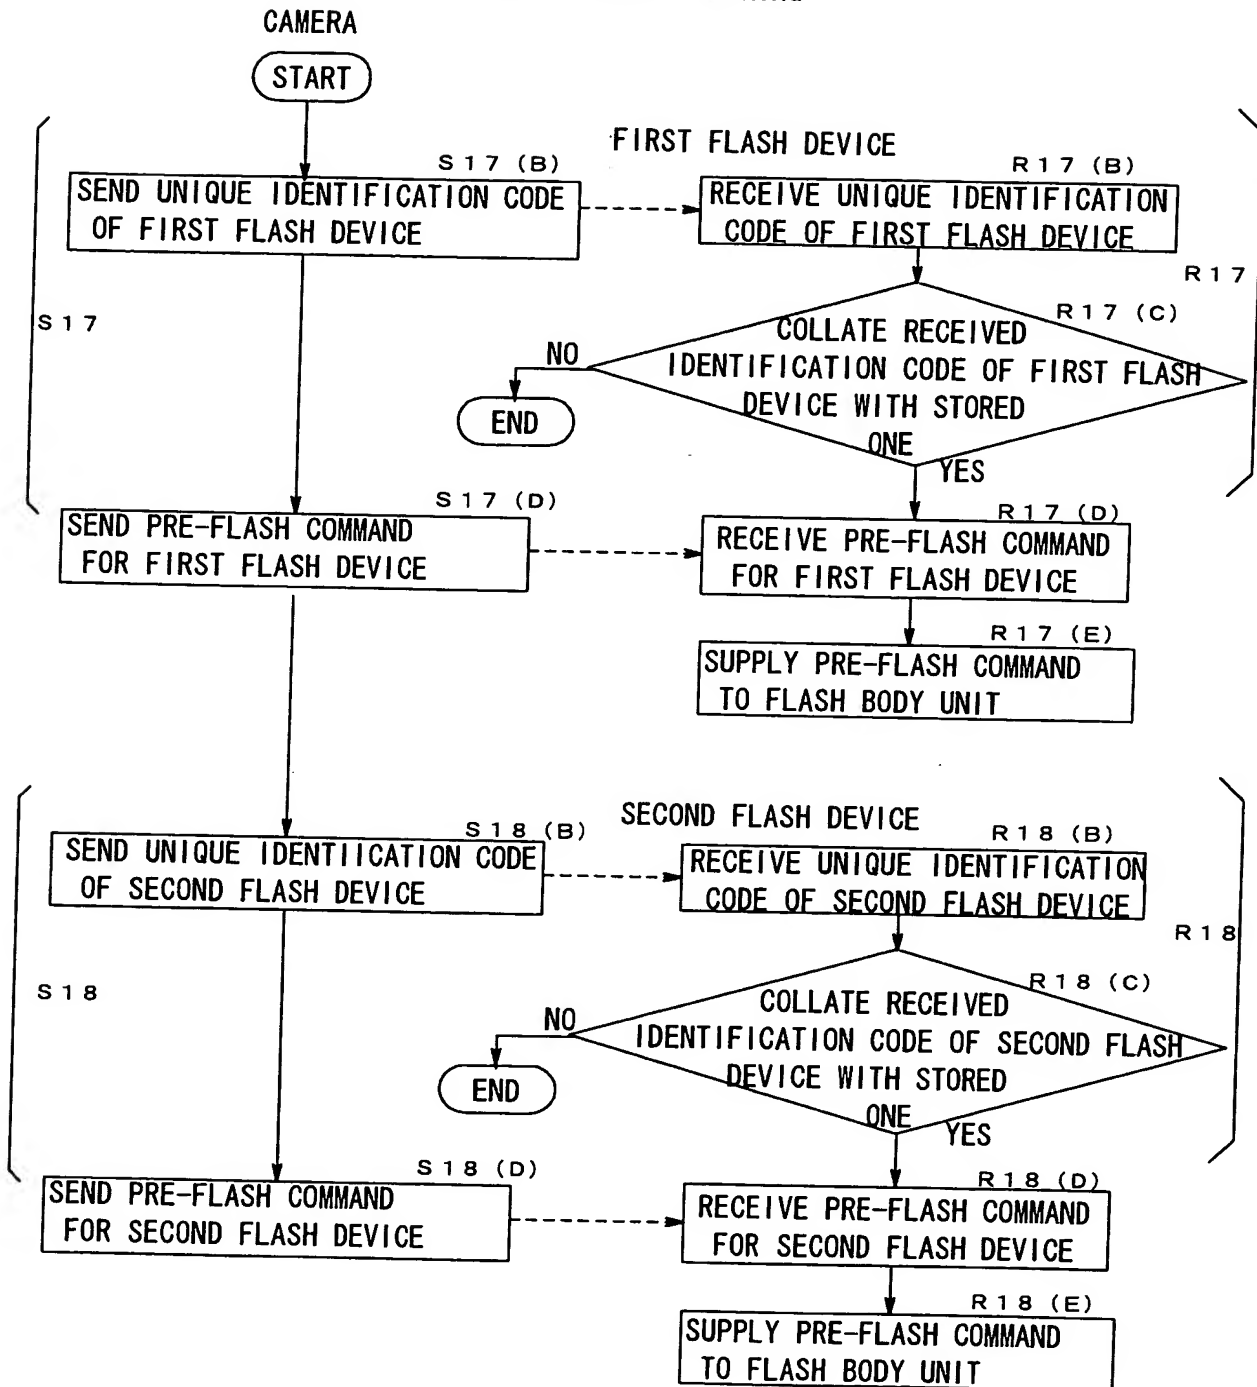 CAMERA
START
FIRST FLASH DEVICE
S17 (B)
SEND UNIQUE IDENTIFICATION CODE
OF FIRST FLASH DEVICE
R17 (B)
RECEIVE UNIQUE IDENTIFICATION
CODE OF FIRST FLASH DEVICE
R17
S17
R17 (C)
COLLATE RECEIVED
IDENTIFICATION CODE OF FIRST FLASH
DEVICE WITH STORED
ONE
NO
END
YES
S17 (D)
SEND PRE-FLASH COMMAND
FOR FIRST FLASH DEVICE
R17 (D)
RECEIVE PRE-FLASH COMMAND
FOR FIRST FLASH DEVICE
R17 (E)
SUPPLY PRE-FLASH COMMAND
TO FLASH BODY UNIT
SECOND FLASH DEVICE
S18 (B)
SEND UNIQUE IDENTIICATION CODE
OF SECOND FLASH DEVICE
R18 (B)
RECEIVE UNIQUE IDENTIFICATION
CODE OF SECOND FLASH DEVICE
R18
S18
R18 (C)
COLLATE RECEIVED
IDENTIFICATION CODE OF SECOND FLASH
DEVICE WITH STORED
ONE
NO
END
YES
S18 (D)
SEND PRE-FLASH COMMAND
FOR SECOND FLASH DEVICE
R18 (D)
RECEIVE PRE-FLASH COMMAND
FOR SECOND FLASH DEVICE
R18 (E)
SUPPLY PRE-FLASH COMMAND
TO FLASH BODY UNIT